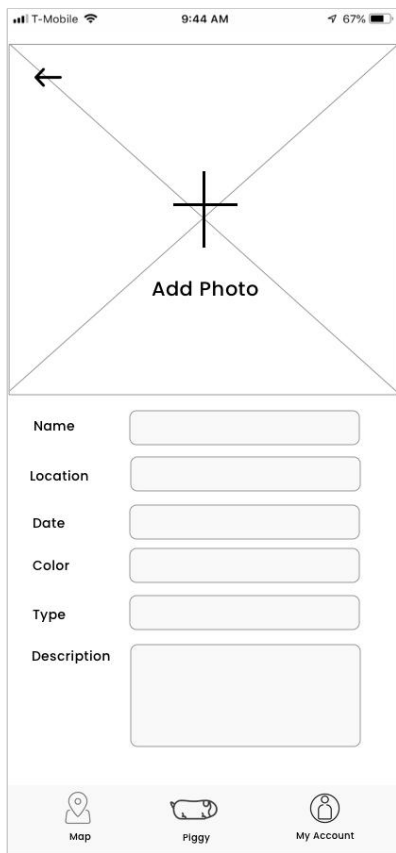 T-Mobile 9:44 AM 67%
Add Photo
Name
Location
Date
Color
Type
Description
Map Piggy My Account